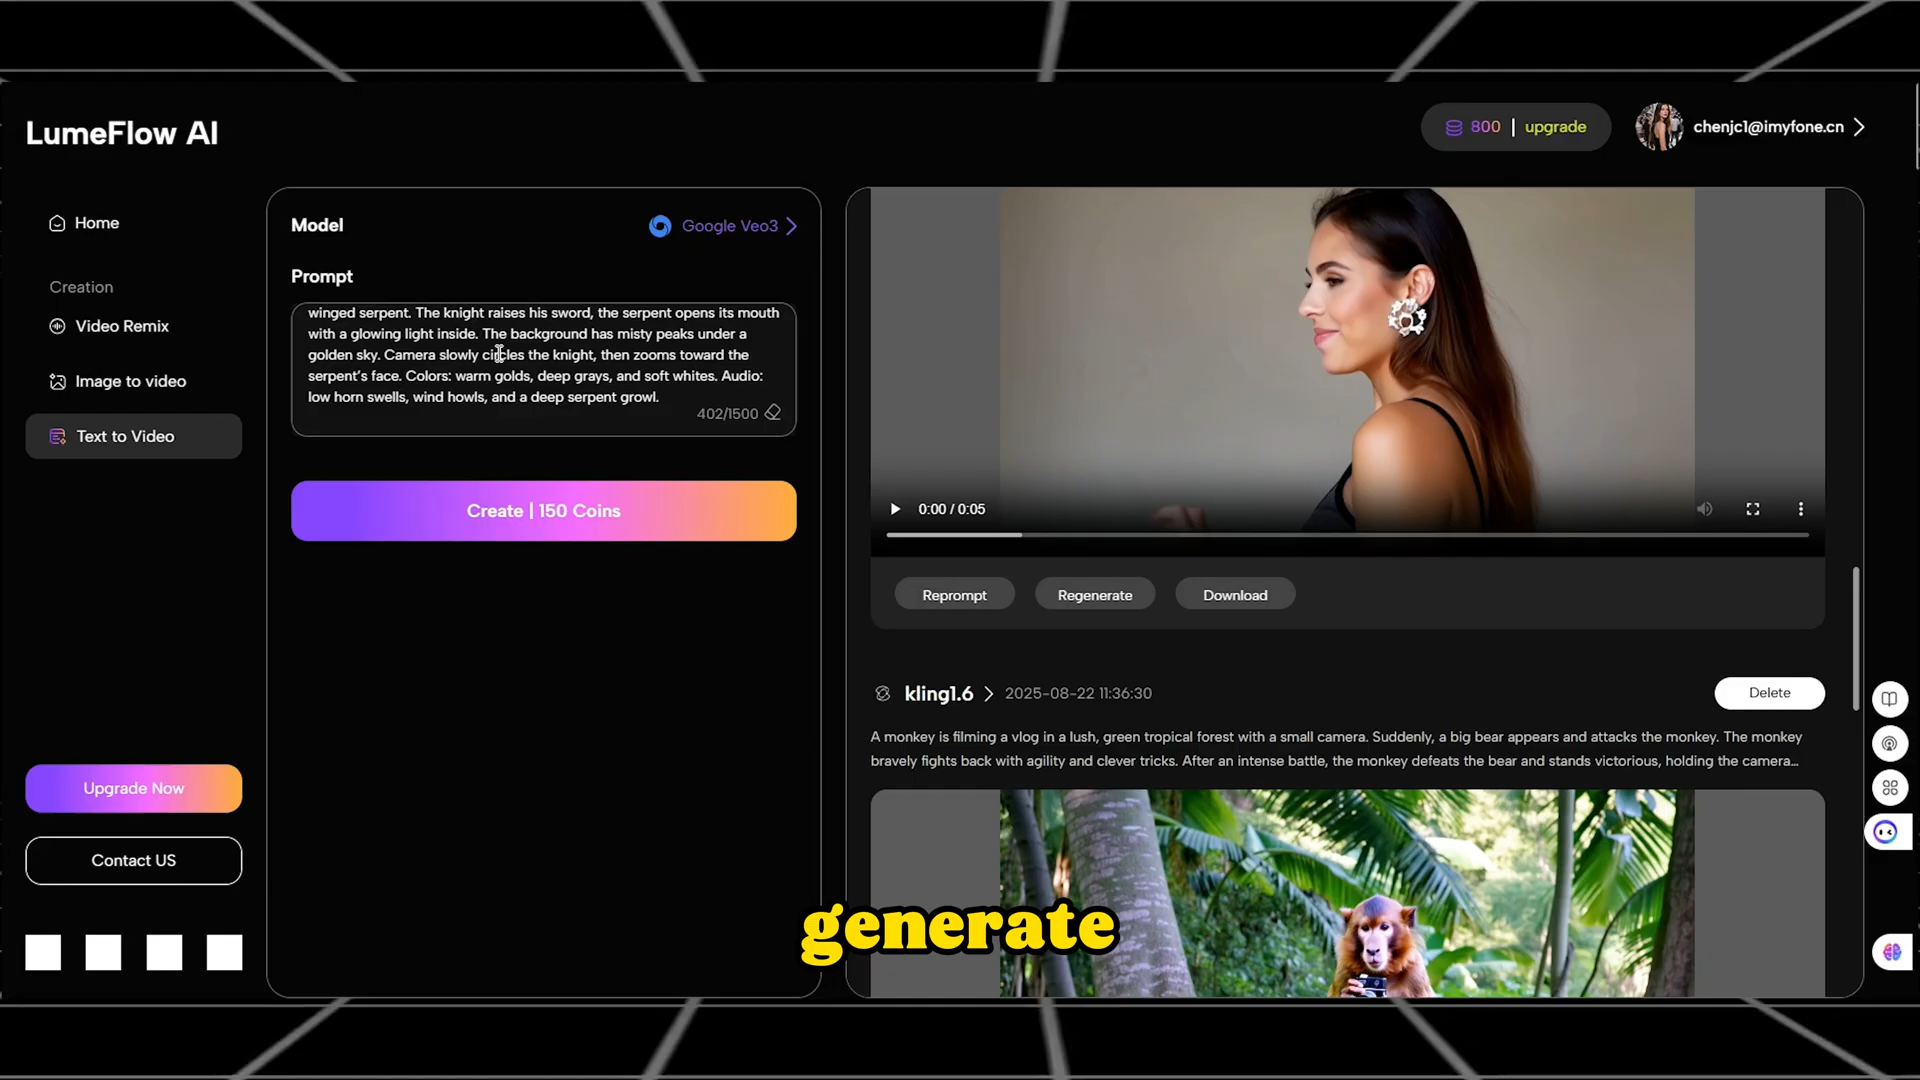 LumeFlow AI
800 | upgrade
chenjc1@imyfone.cn
Home
Creation
Video Remix
Image to video
Text to Video
Upgrade Now
Contact US
Model
Google Veo3
Prompt
winged serpent. The knight raises his sword, the serpent opens its mouth
with a glowing light inside. The background has misty peaks under a
golden sky. Camera slowly circles the knight, then zooms toward the
serpent's face. Colors: warm golds, deep grays, and soft whites. Audio:
low horn swells, wind howls, and a deep serpent growl.
402/1500
Create | 150 Coins
0:00 / 0:05
Reprompt
Regenerate
Download
kling1.6
2025-08-22 11:36:30
Delete
A monkey is filming a vlog in a lush, green tropical forest with a small camera. Suddenly, a big bear appears and attacks the monkey. The monkey
bravely fights back with agility and clever tricks. After an intense battle, the monkey defeats the bear and stands victorious, holding the camera...
generate